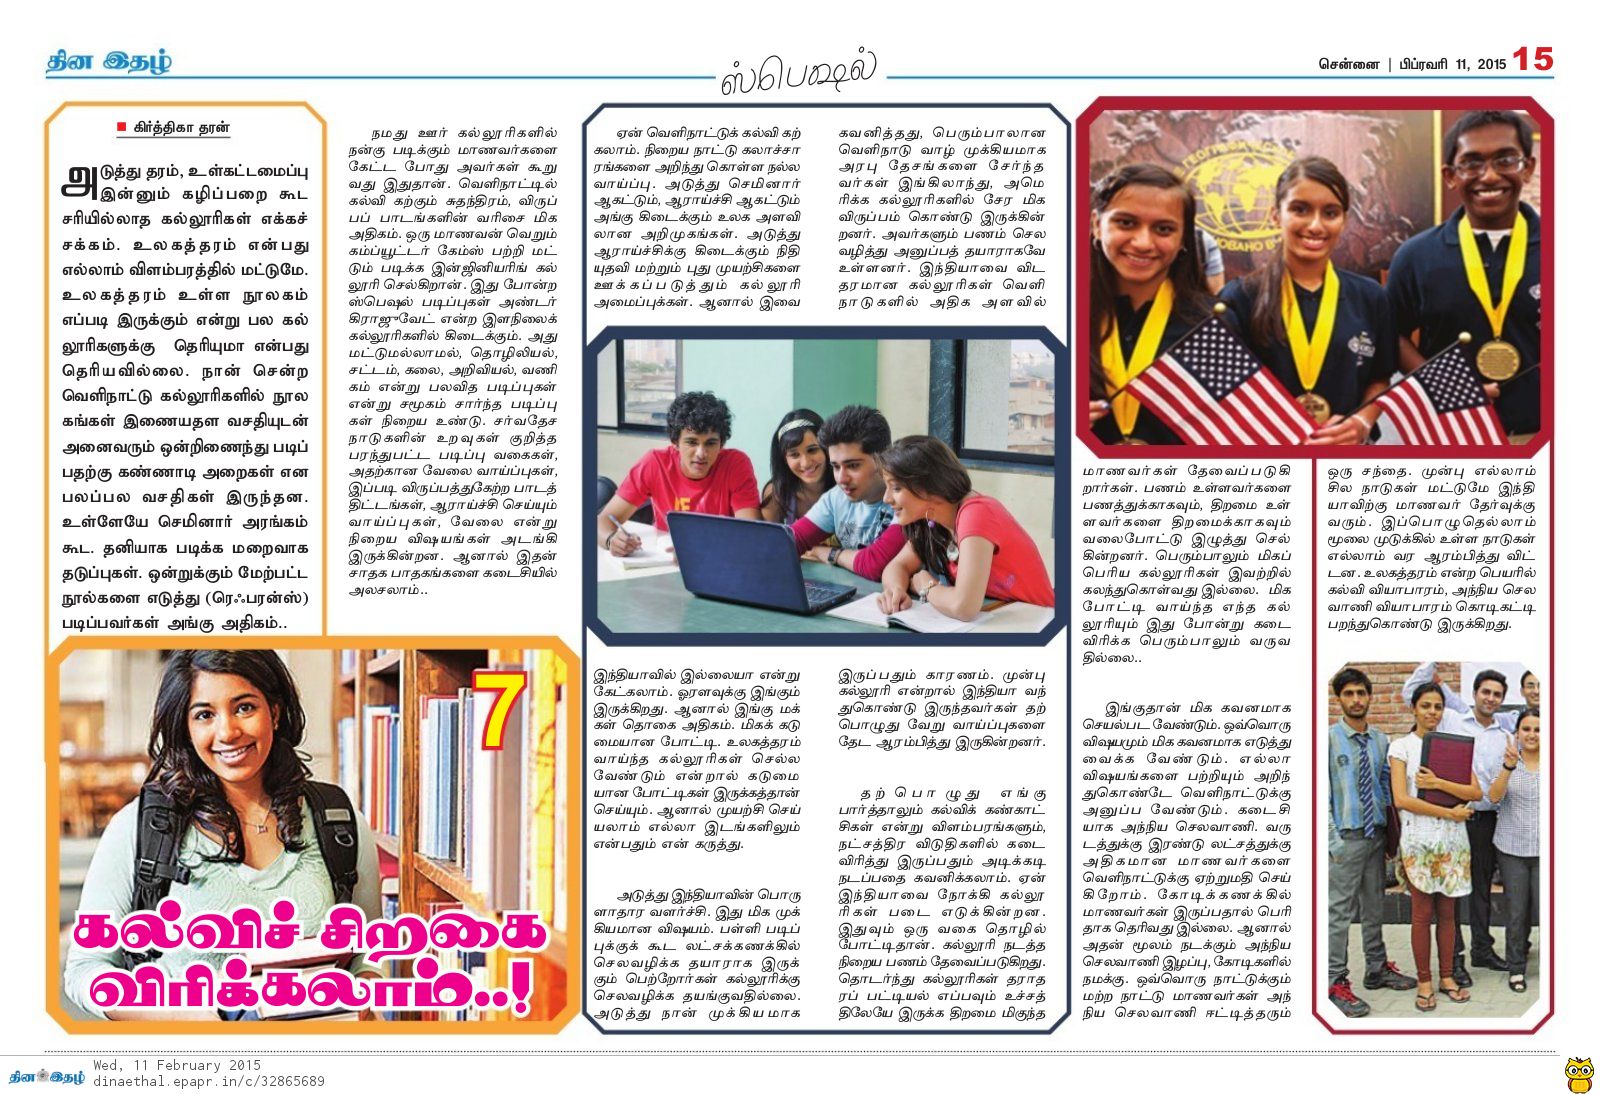 தின இதழ்
ஸ்பெஷல்
சென்னை | பிப்ரவரி 11, 2015 15
■ கிர்த்திகா தரன்
அடுத்து தரம், உள்கட்டமைப்பு
இன்னும் கழிப்பறை கூட
சரியில்லாத கல்லூரிகள் எக்கச்
சக்கம். உலகத்தரம் என்பது
எல்லாம் விளம்பரத்தில் மட்டுமே.
உலகத்தரம் உள்ள நூலகம்
எப்படி இருக்கும் என்று பல கல்
லூரிகளுக்கு தெரியுமா என்பது
தெரியவில்லை. நான் சென்ற
வெளிநாட்டு கல்லூரிகளில் நூல
கங்கள் இணையதள வசதியுடன்
அனைவரும் ஒன்றிணைந்து படிப்
பதற்கு கண்ணாடி அறைகள் என
பலப்பல வசதிகள் இருந்தன.
உள்ளேயே செமினார் அரங்கம்
கூட. தனியாக படிக்க மறைவாக
தடுப்புகள். ஒன்றுக்கும் மேற்பட்ட
நூல்களை எடுத்து (ரெஃபரன்ஸ்)
படிப்பவர்கள் அங்கு அதிகம்..
7
கல்விச் சிறகை
விரிக்கலாம்..!
நமது ஊர் கல்லூரிகளில்
நன்கு படிக்கும் மாணவர்களை
கேட்ட போது அவர்கள் கூறு
வது இதுதான். வெளிநாட்டில்
கல்வி கற்கும் சுதந்திரம், விருப்
பப் பாடங்களின் வரிசை மிக
அதிகம். ஒரு மாணவன் வெறும்
கம்ப்யூட்டர் கேம்ஸ் பற்றி மட்
டும் படிக்க இன்ஜினியரிங் கல்
லூரி செல்கிறான். இது போன்ற
ஸ்பெஷல் படிப்புகள் அண்டர்
கிராஜுவேட் என்ற இளநிலைக்
கல்லூரிகளில் கிடைக்கும். அது
மட்டுமல்லாமல், தொழிலியல்,
சட்டம், கலை, அறிவியல், வணி
கம் என்று பலவித படிப்புகள்
என்று சமூகம் சார்ந்த படிப்பு
கள் நிறைய உண்டு. சர்வதேச
நாடுகளின் உறவுகள் குறித்த
பரந்துபட்ட படிப்பு வகைகள்,
அதற்கான வேலை வாய்ப்புகள்,
இப்படி விருப்பத்துகேற்ற பாடத்
திட்டங்கள், ஆராய்ச்சி செய்யும்
வாய்ப்புகள், வேலை என்று
நிறைய விஷயங்கள் அடங்கி
இருக்கின்றன. ஆனால் இதன்
சாதக பாதகங்களை கடைசியில்
அலசலாம்..
ஏன் வெளிநாட்டுக் கல்வி கற்
கலாம். நிறைய நாட்டு கலாச்சா
ரங்களை அறிந்து கொள்ள நல்ல
வாய்ப்பு. அடுத்து செமினார்
ஆகட்டும், ஆராய்ச்சி ஆகட்டும்
அங்கு கிடைக்கும் உலக அளவி
லான அறிமுகங்கள். அடுத்து
ஆராய்ச்சிக்கு கிடைக்கும் நிதி
யுதவி மற்றும் புது முயற்சிகளை
ஊக்கப்படுத்தும் கல்லூரி
அமைப்புக்கள். ஆனால் இவை
இந்தியாவில் இல்லையா என்று
கேட்கலாம். ஓரளவுக்கு இங்கும்
இருக்கிறது. ஆனால் இங்கு மக்
கள் தொகை அதிகம். மிகக் கடு
மையான போட்டி. உலகத்தரம்
வாய்ந்த கல்லூரிகள் செல்ல
வேண்டும் என்றால் கடுமை
யான போட்டிகள் இருக்கத்தான்
செய்யும். ஆனால் முயற்சி செய்
யலாம் எல்லா இடங்களிலும்
என்பதும் என் கருத்து.
அடுத்து இந்தியாவின் பொரு
ளாதார வளர்ச்சி. இது மிக முக்
கியமான விஷயம். பள்ளி படிப்
புக்குக் கூட லட்சக்கணக்கில்
செலவழிக்க தயாராக இருக்
கும் பெற்றோர்கள் கல்லூரிக்கு
செலவழிக்க தயங்குவதில்லை.
அடுத்து நான் முக்கியமாக
கவனித்தது, பெரும்பாலான
வெளிநாடு வாழ் முக்கியமாக
அரபு தேசங்களை சேர்ந்த
வர்கள் இங்கிலாந்து, அமெ
ரிக்க கல்லூரிகளில் சேர மிக
விருப்பம் கொண்டு இருக்கின்
றனர். அவர்களும் பணம் செல
வழித்து அனுப்பத் தயாராகவே
உள்ளனர். இந்தியாவை விட
தரமான கல்லூரிகள் வெளி
நாடுகளில் அதிக அளவில்
இருப்பதும் காரணம். முன்பு
கல்லூரி என்றால் இந்தியா வந்
துகொண்டு இருந்தவர்கள் தற்
பொழுது வேறு வாய்ப்புகளை
தேட ஆரம்பித்து இருகின்றனர்.
தற்பொழுது எங்கு
பார்த்தாலும் கல்விக் கண்காட்
சிகள் என்று விளம்பரங்களும்,
நட்சத்திர விடுதிகளில் கடை
விரித்து இருப்பதும் அடிக்கடி
நடப்பதை கவனிக்கலாம். ஏன்
இந்தியாவை நோக்கி கல்லூ
ரிகள் படை எடுக்கின்றன.
இதுவும் ஒரு வகை தொழில்
போட்டிதான். கல்லூரி நடத்த
நிறைய பணம் தேவைப்படுகிறது.
தொடர்ந்து கல்லூரிகள் தராத
ரப் பட்டியல் எப்பவும் உச்சத்
திலேயே இருக்க திறமை மிகுந்த
மாணவர்கள் தேவைப்படுகி
றார்கள். பணம் உள்ளவர்களை
பணத்துக்காகவும், திறமை உள்
ளவர்களை திறமைக்காகவும்
வலைபோட்டு இழுத்து செல்
கின்றனர். பெரும்பாலும் மிகப்
பெரிய கல்லூரிகள் இவற்றில்
கலந்துகொள்வது இல்லை. மிக
போட்டி வாய்ந்த எந்த கல்
லூரியும் இது போன்று கடை
விரிக்க பெரும்பாலும் வருவ
தில்லை..
இங்குதான் மிக கவனமாக
செயல்பட வேண்டும். ஒவ்வொரு
விஷயமும் மிக கவனமாக எடுத்து
வைக்க வேண்டும். எல்லா
விஷயங்களை பற்றியும் அறிந்
துகொண்டே வெளிநாட்டுக்கு
அனுப்ப வேண்டும். கடைசி
யாக அந்நிய செலவாணி. வரு
டத்துக்கு இரண்டு லட்சத்துக்கு
அதிகமான மாணவர்களை
வெளிநாட்டுக்கு ஏற்றுமதி செய்
கிறோம். கோடிக்கணக்கில்
மாணவர்கள் இருப்பதால் பெரி
தாக தெரிவது இல்லை. ஆனால்
அதன் மூலம் நடக்கும் அந்நிய
செலவாணி இழப்பு, கோடிகளில்
நமக்கு. ஒவ்வொரு நாட்டுக்கும்
மற்ற நாட்டு மாணவர்கள் அந்
நிய செலவாணி ஈட்டித்தரும்
ஒரு சந்தை. முன்பு எல்லாம்
சில நாடுகள் மட்டுமே இந்தி
யாவிற்கு மாணவர் தேர்வுக்கு
வரும். இப்பொழுதெல்லாம்
மூலை முடுக்கில் உள்ள நாடுகள்
எல்லாம் வர ஆரம்பித்து விட்
டன. உலகத்தரம் என்ற பெயரில்
கல்வி வியாபாரம், அந்நிய செல
வாணி வியாபாரம் கொடிகட்டி
பறந்துகொண்டு இருக்கிறது.
தின இதழ்
Wed, 11 February 2015
dinaethal.epapr.in/c/32865689